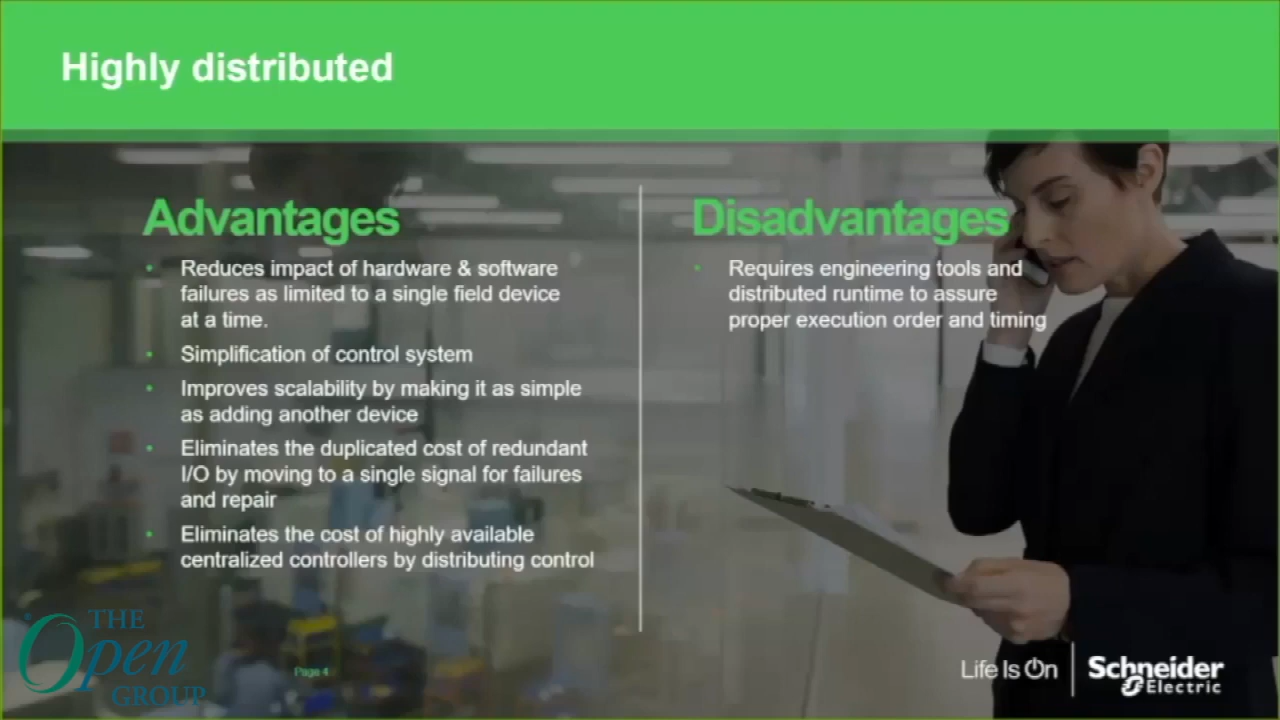 Highly distributed
Advantages
• Reduces impact of hardware & software
failures as limited to a single field device
at a time.
• Simplification of control system
• Improves scalability by making it as simple
as adding another device
• Eliminates the duplicated cost of redundant
I/O by moving to a single signal for failures
and repair
• Eliminates the cost of highly available
centralized controllers by distributing control
Disadvantages
• Requires engineering tools and
distributed runtime to assure
proper execution order and timing
THE
Open
GROUP
Page 4
Life Is On
Schneider
Electric